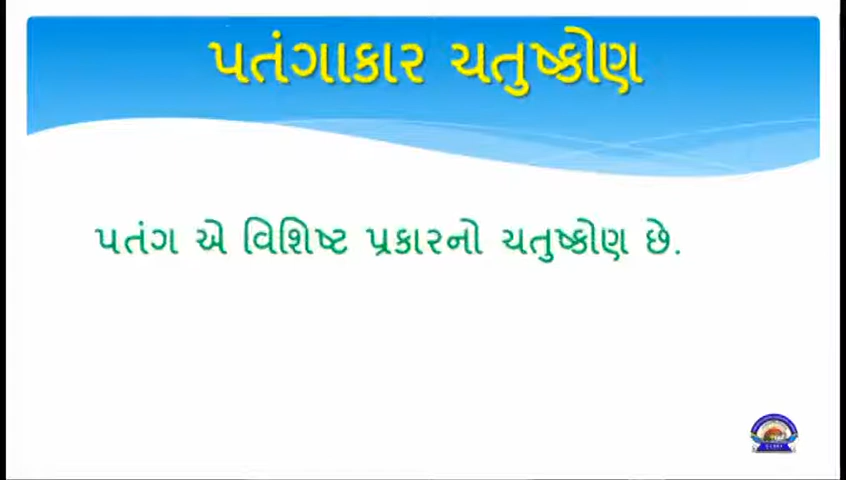 પતંગાકાર ચતુષ્કોણ
પતંગ એ વિશિષ્ટ પ્રકારનો ચતુષ્કોણ છે.